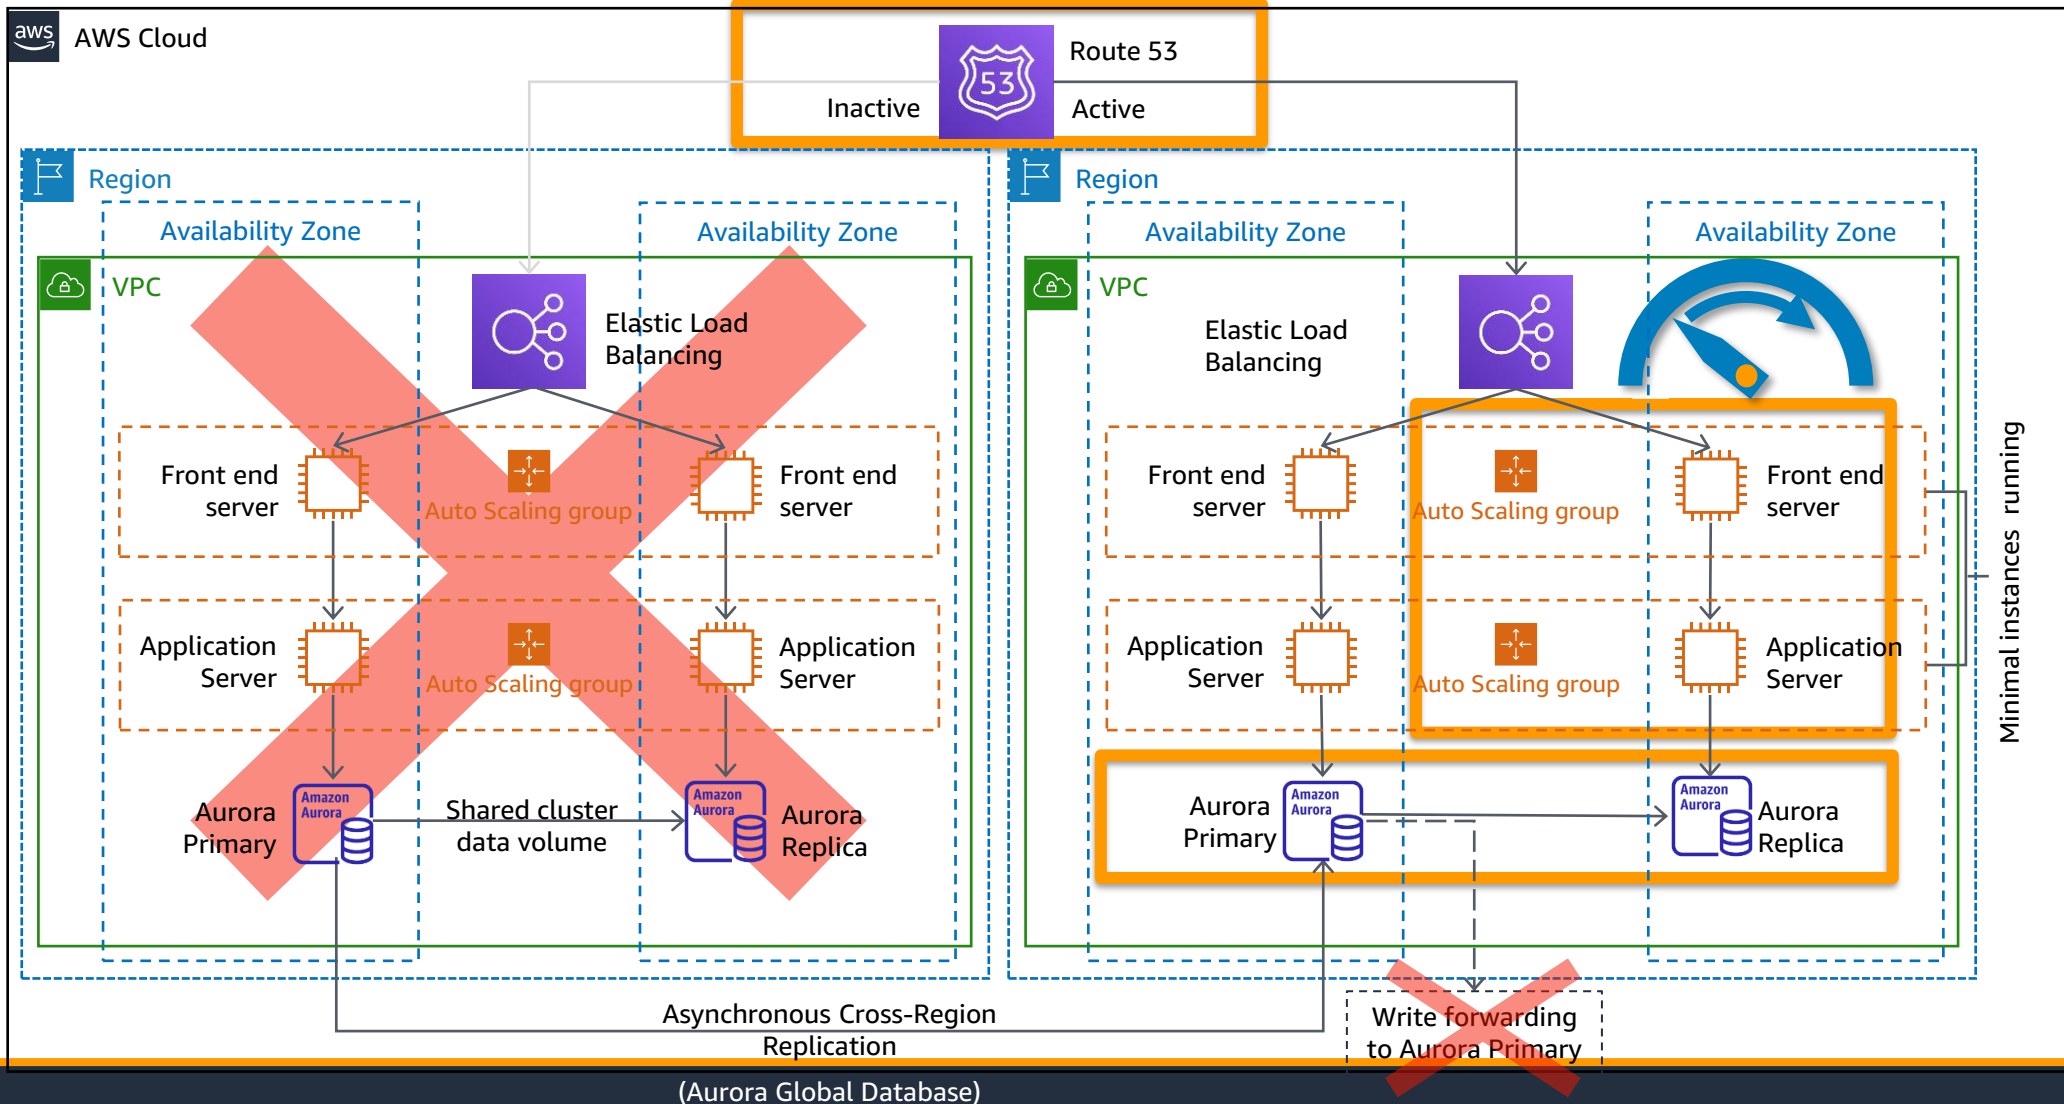 aws
AWS Cloud
Route 53
53
Inactive
Active
Region
Availability Zone
Availability Zone
VPC
Elastic Load
Balancing
Front end
server
Auto Scaling group
Front end
server
Application
Server
Auto Scaling group
Application
Server
Aurora
Primary
Amazon
Aurora
Shared cluster
data volume
Amazon
Aurora
Aurora
Replica
Region
Availability Zone
Availability Zone
VPC
Elastic Load
Balancing
Front end
server
Auto Scaling group
Front end
server
Application
Server
Auto Scaling group
Application
Server
Minimal instances running
Aurora
Primary
Amazon
Aurora
Amazon
Aurora
Aurora
Replica
Asynchronous Cross-Region
Replication
Write forwarding
to Aurora Primary
(Aurora Global Database)